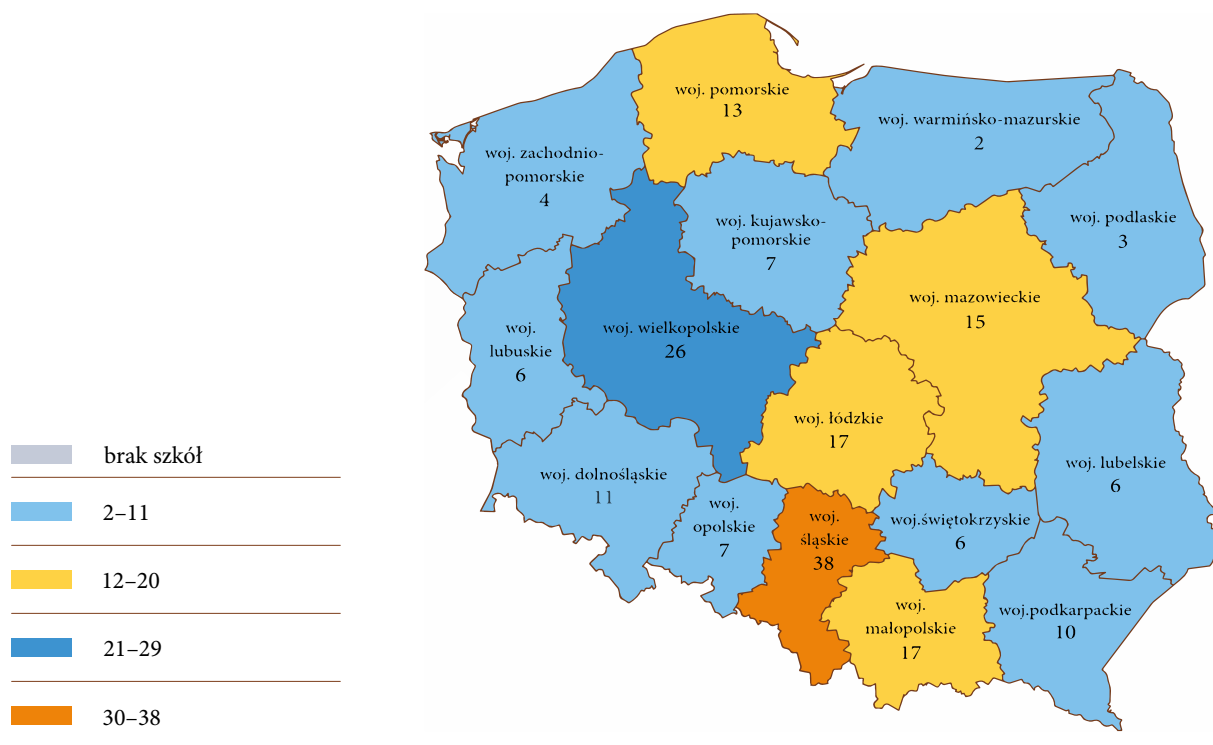 woj. pomorskie
13
woj. warmińsko-mazurskie
2
woj. zachodnio-
pomorskie
4
woj. podlaskie
3
woj. kujawsko-
pomorskie
7
woj. mazowieckie
15
woj. wielkopolskie
26
woj.
lubuskie
6
woj. łódzkie
17
woj. lubelskie
6
woj. dolnośląskie
11
woj.
opolskie
7
woj.
śląskie
38
woj.świętokrzyskie
6
woj.
małopolskie
17
woj.podkarpackie
10
brak szkół
2–11
12–20
21–29
30–38